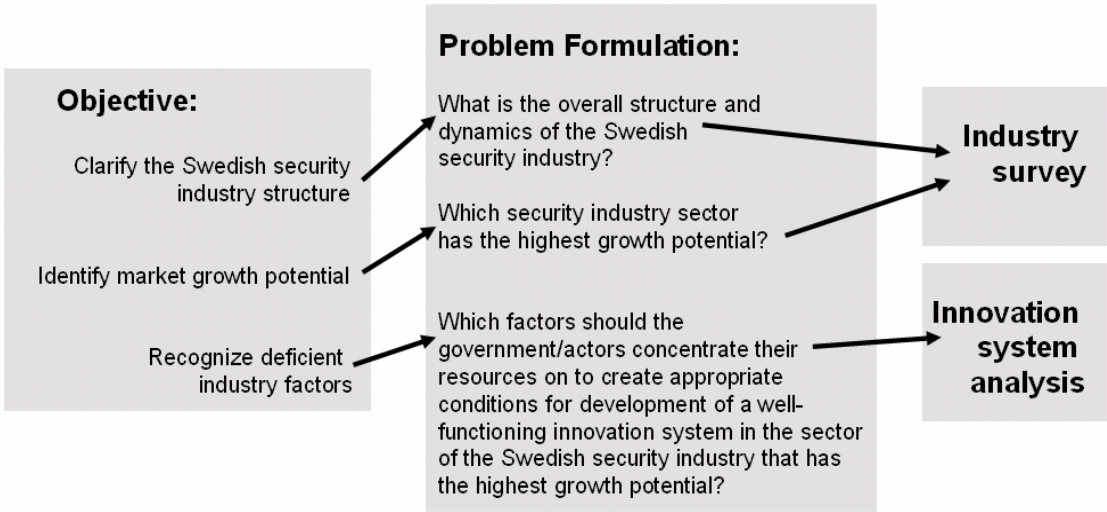 Objective:
Clarify the Swedish security
industry structure
Identify market growth potential
Recognize deficient
industry factors
Problem Formulation:
What is the overall structure and
dynamics of the Swedish
security industry?
Which security industry sector
has the highest growth potential?
Which factors should the
government/actors concentrate their
resources on to create appropriate
conditions for development of a well-
functioning innovation system in the sector
of the Swedish security industry that has
the highest growth potential?
Industry
survey
Innovation
system
analysis